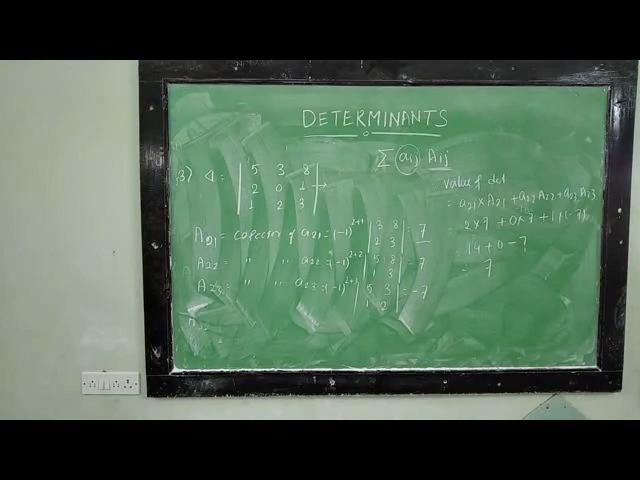 DETERMINANTS
Σ aij Aij
3) Δ = | 5 3 8 |
| 2 0 1 | →
| 1 2 3 |
A21 = cofactor of a21 = (-1)^2+1 | 3 8 | = 7
| 2 3 |
A22 = " " a22 = (-1)^2+2 | 5 8 | = 7
| 1 3 |
A23 = " " a23 = (-1)^2+3 | 5 3 | = -7
| 1 2 |
value of det
= a21 x A21 + a22 A22 + a23 A23
2 x 7 + 0 x 7 + 1 (-7)
= 14 + 0 - 7
= 7